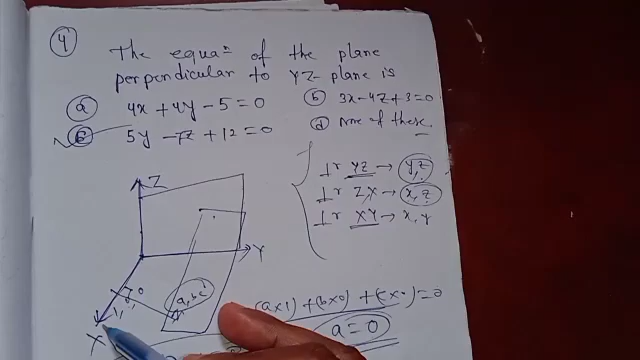 4
The equaⁿ of the plane
perpendicular to YZ-plane is
a 4x + 4y - 5 = 0
b 3x - 4z + 3 = 0
c 5y - 7z + 12 = 0
d None of these.
⊥r YZ → y, z
⊥r Z,X → x, z
⊥r XY → x, y
Z
Y
X
a, b, c
(a×1) + (b×0) + (c×0) = 0
a = 0